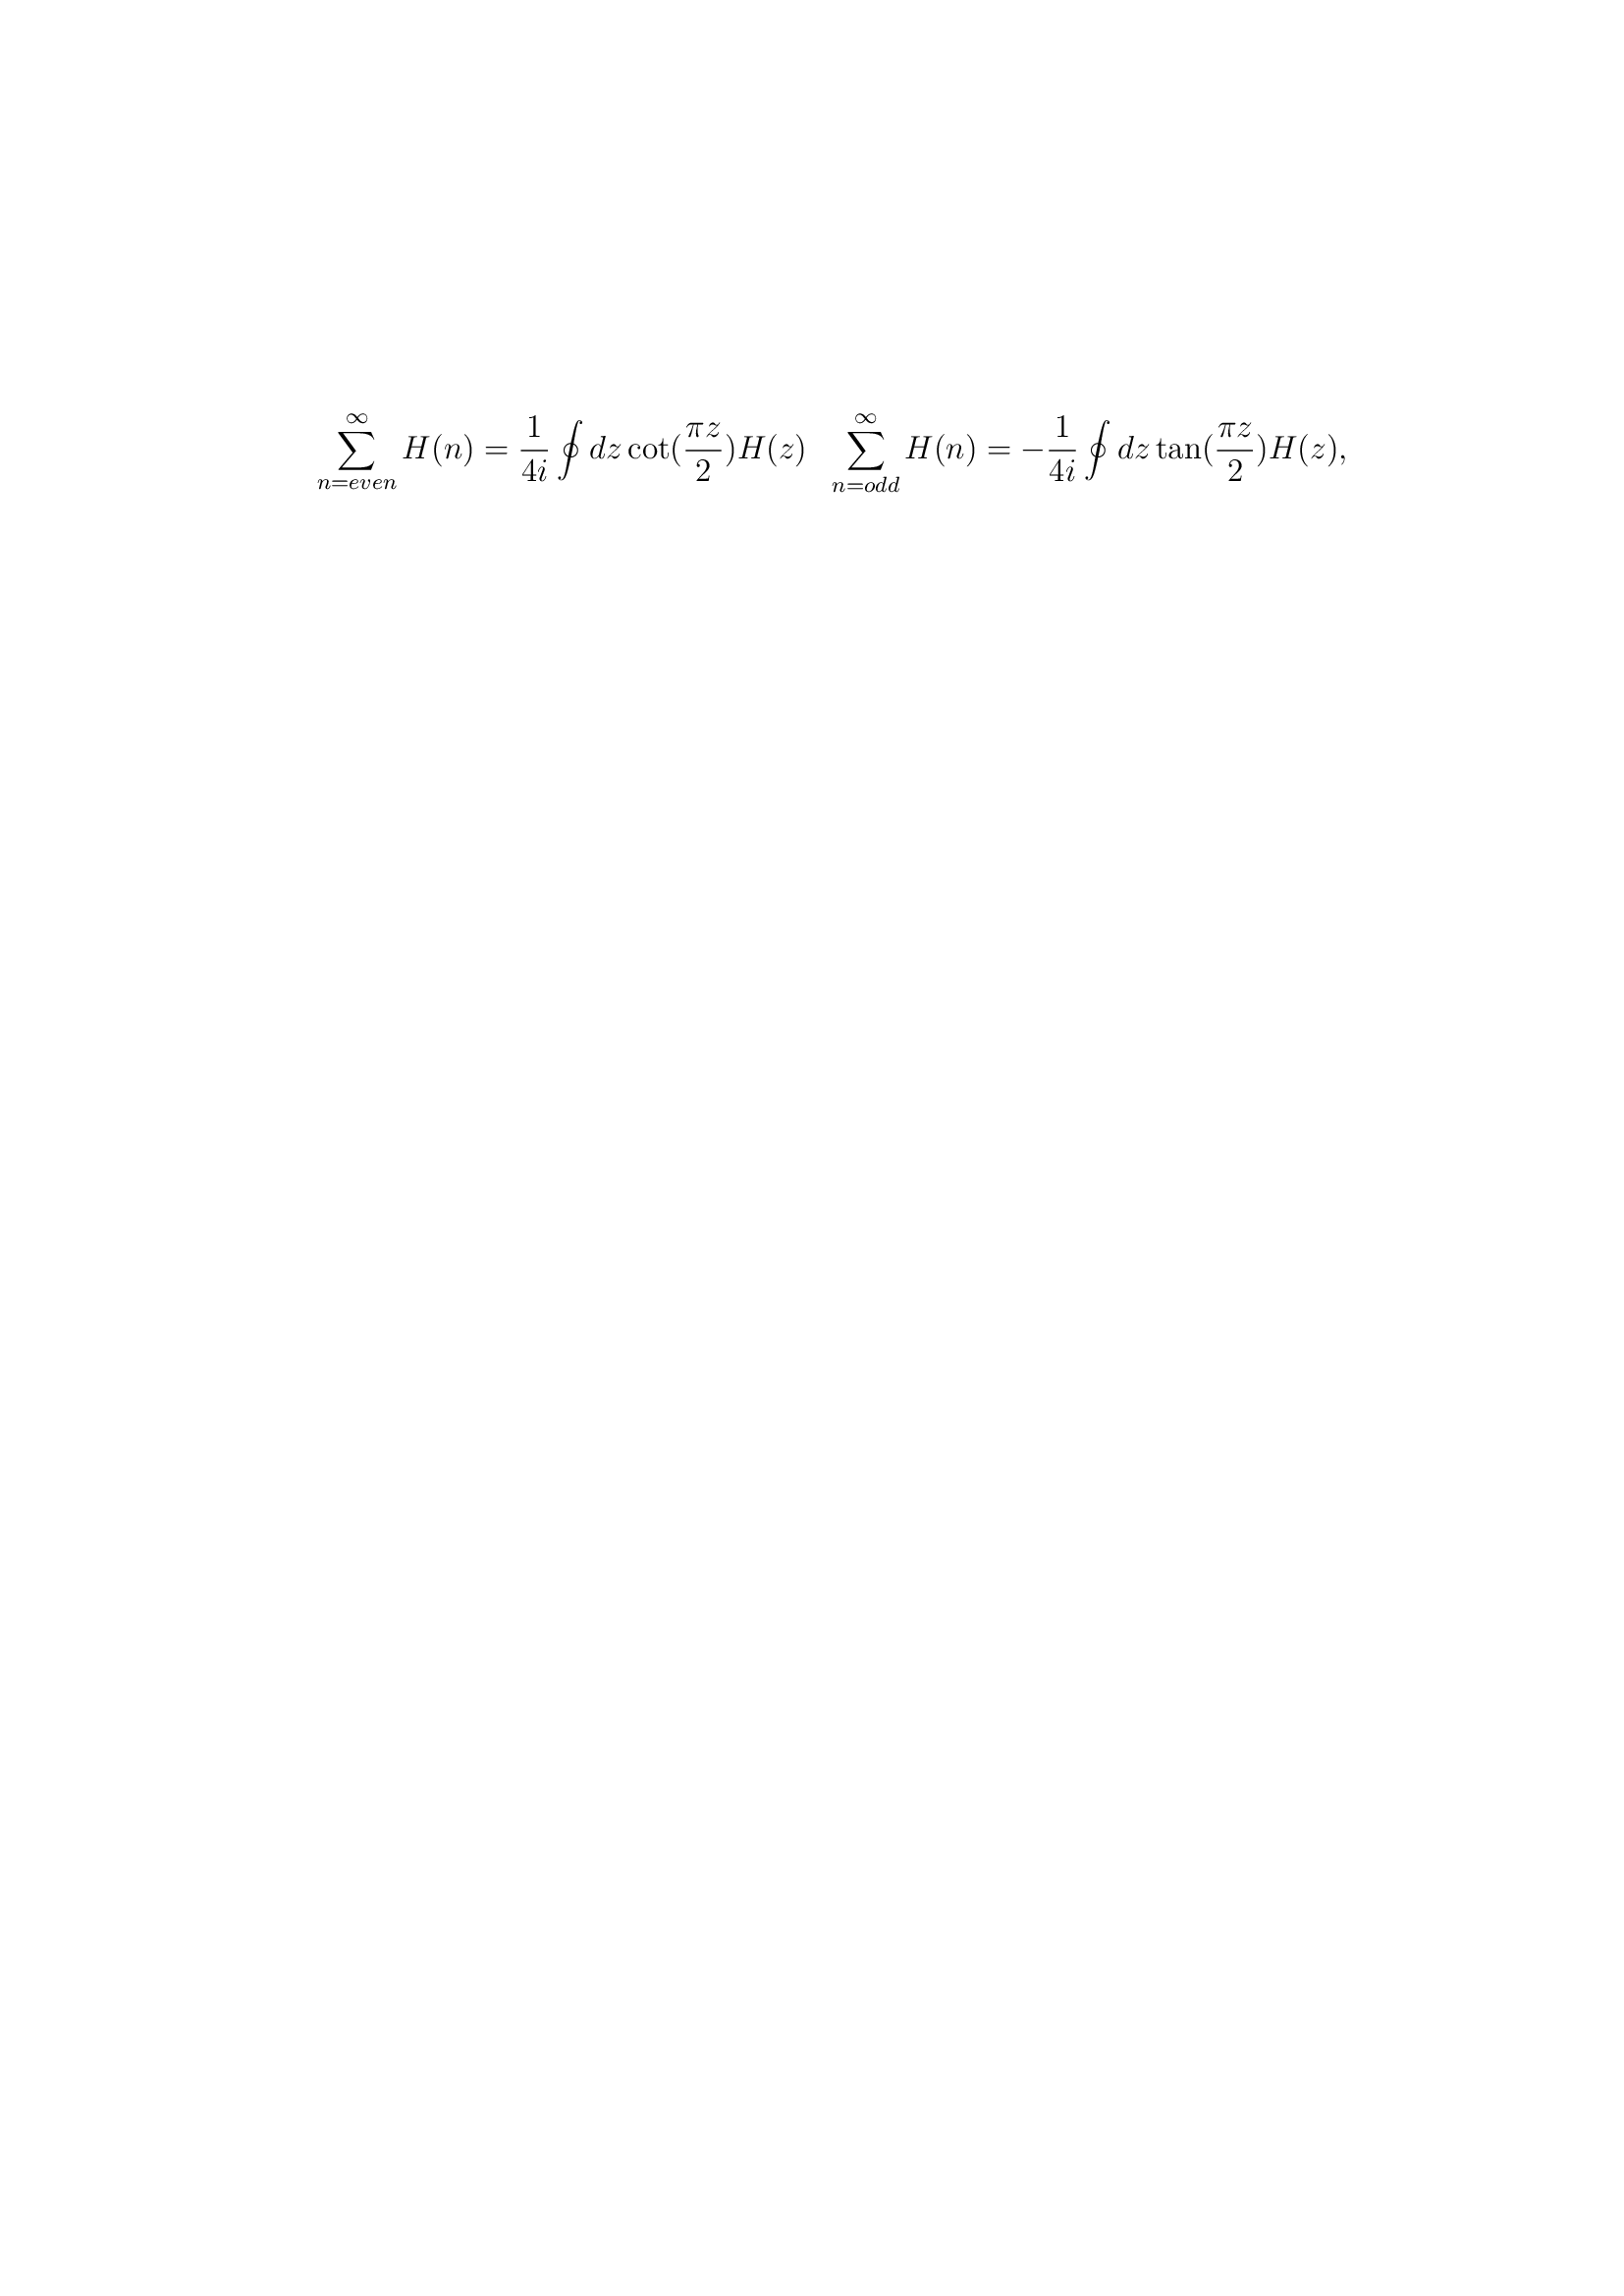 \sum_{n=even}^{\infty} H(n) = \frac{1}{4i} \oint dz \cot(\frac{\pi z}{2}) H(z) \quad \sum_{n=odd}^{\infty} H(n) = -\frac{1}{4i} \oint dz \tan(\frac{\pi z}{2}) H(z),